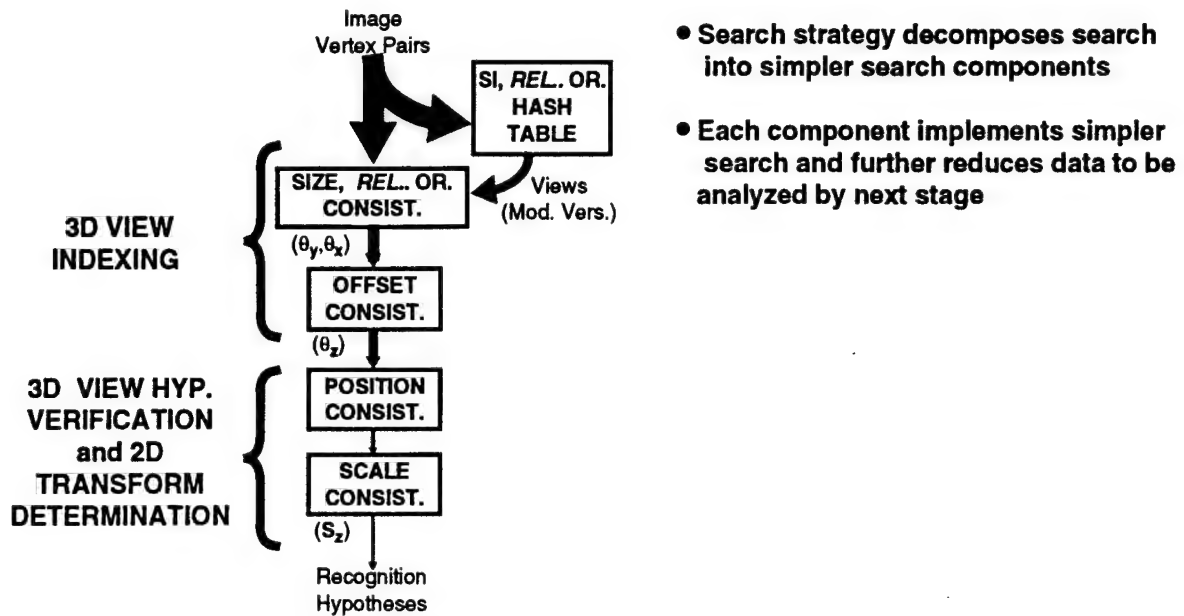 Image
Vertex Pairs
SI, REL.. OR.
HASH
TABLE
SIZE, REL.. OR.
CONSIST.
Views
(Mod. Vers.)
3D VIEW
INDEXING
(θy,θx)
OFFSET
CONSIST.
(θz)
3D VIEW HYP.
VERIFICATION
and 2D
TRANSFORM
DETERMINATION
POSITION
CONSIST.
SCALE
CONSIST.
(Sz)
Recognition
Hypotheses
• Search strategy decomposes search
into simpler search components
• Each component implements simpler
search and further reduces data to be
analyzed by next stage